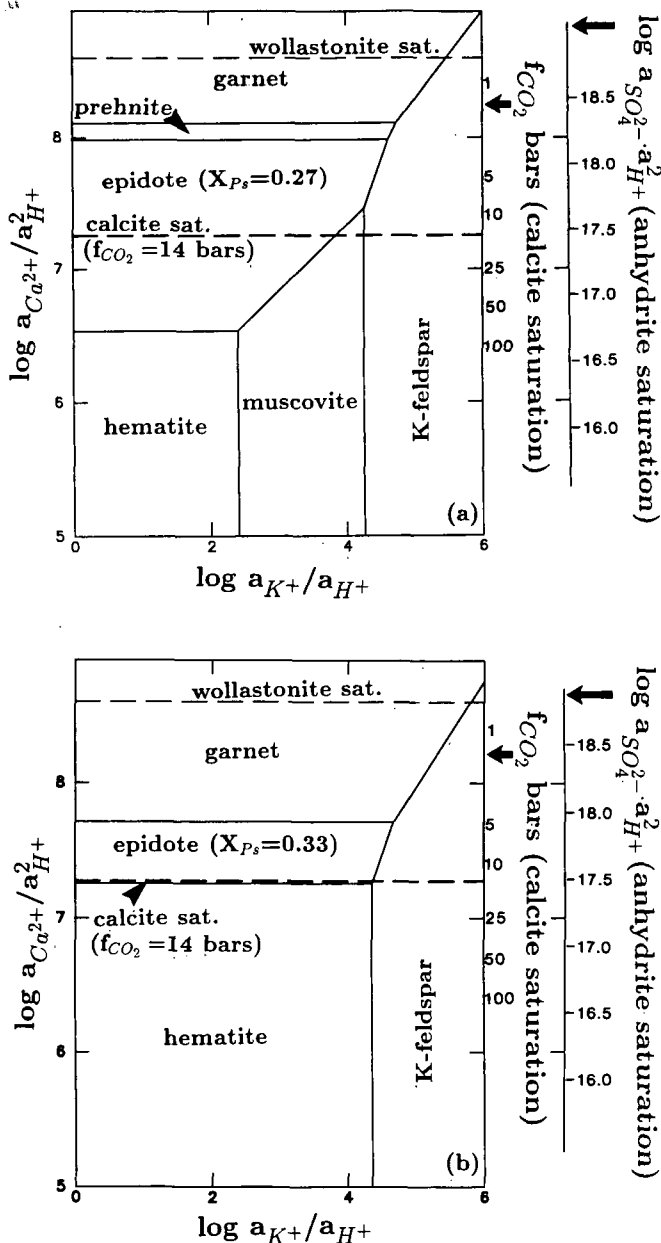 wollastonite sat.
garnet
prehnite
epidote (X_Ps=0.27)
calcite sat.
(f_CO2 =14 bars)
hematite
muscovite
K-feldspar
(a)
8
7
6
5
0
2
4
6
log a_Ca2+/a2_H+
log a_K+/a_H+
1
5
10
25
50
100
f_CO2 bars (calcite saturation)
-18.5
-18.0
-17.5
-17.0
-16.5
-16.0
log a_SO42-·a2_H+ (anhydrite saturation)
wollastonite sat.
garnet
epidote (X_Ps=0.33)
calcite sat.
(f_CO2 =14 bars)
hematite
K-feldspar
(b)
8
7
6
5
0
2
4
6
log a_Ca2+/a2_H+
log a_K+/a_H+
1
5
10
25
50
100
f_CO2 bars (calcite saturation)
-18.5
-18.0
-17.5
-17.0
-16.5
-16.0
log a_SO42-·a2_H+ (anhydrite saturation)